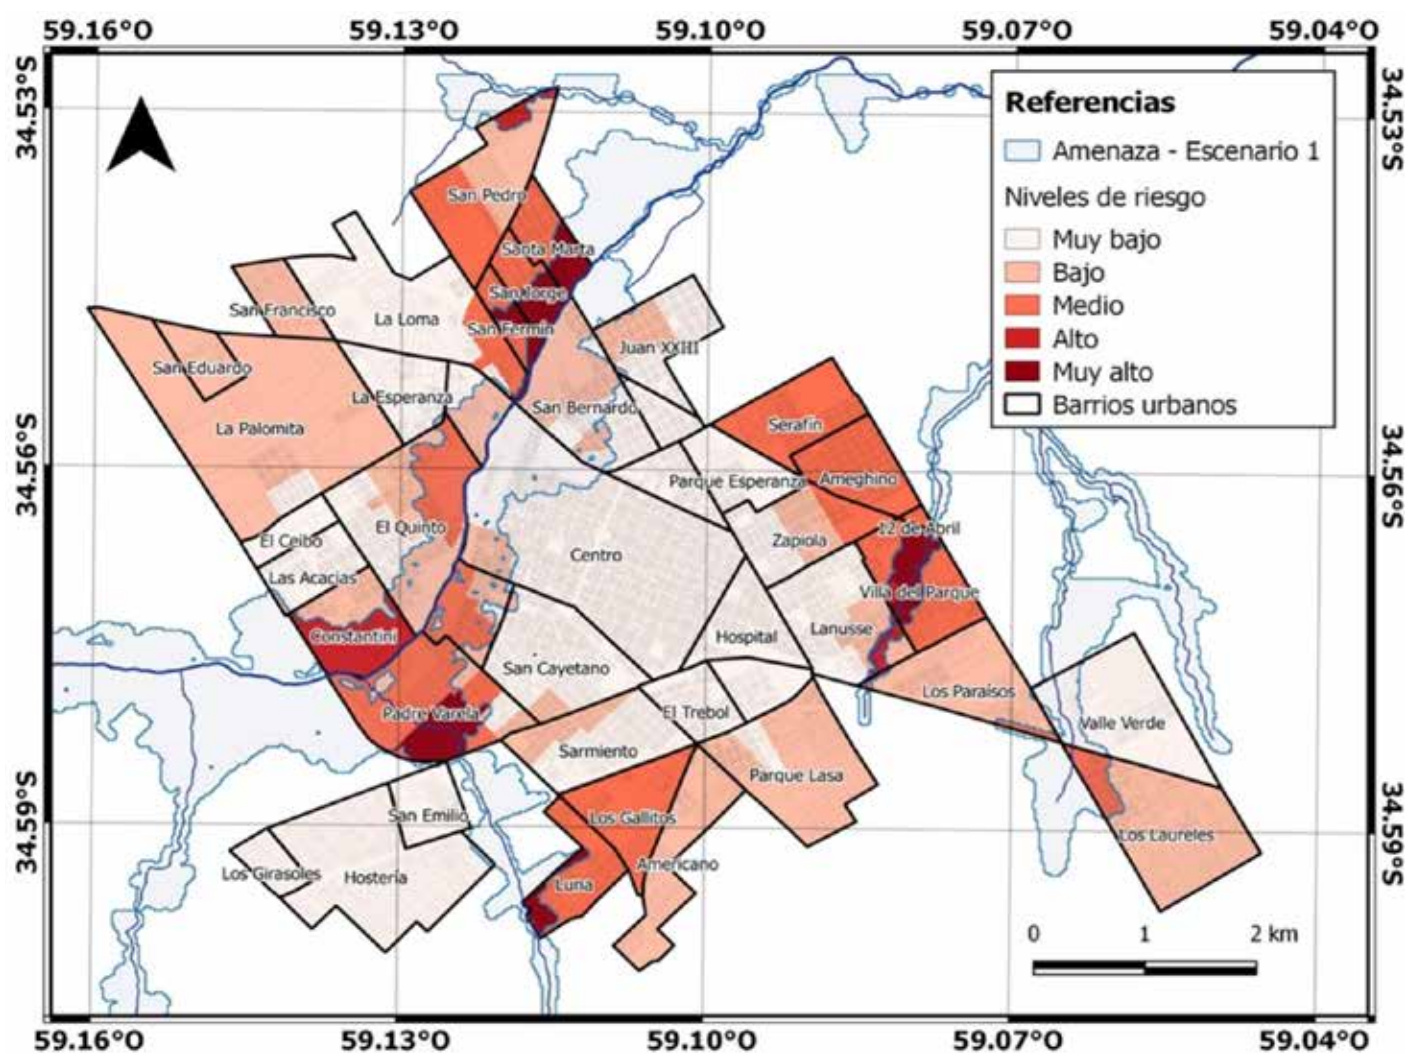 59.16°O 59.13°O 59.10°O 59.07°O 59.04°O
34.53°S
34.53°S
Referencias
Amenaza - Escenario 1
Niveles de riesgo
Muy bajo
Bajo
Medio
Alto
Muy alto
Barrios urbanos
San Pedro
Santa Marta
San Jorge
San Francisco
La Loma
San Fermín
Juan XXIII
San Eduardo
La Esperanza
San Bernardo
La Palomita
Serafín
34.56°S
34.56°S
Parque Esperanza
Ameghino
El Quinto
12 de Abril
El Ceibo
Centro
Zapiola
Las Acacias
Villa del Parque
Constantini
Hospital
Lanusse
San Cayetano
Los Paraísos
Padre Varela
El Trebol
Valle Verde
Sarmiento
Parque Lasa
34.59°S
34.59°S
San Emilio
Los Gallitos
Los Laureles
Los Girasoles
Hostería
Luna
Americano
0 1 2 km
59.16°O 59.13°O 59.10°O 59.07°O 59.04°O